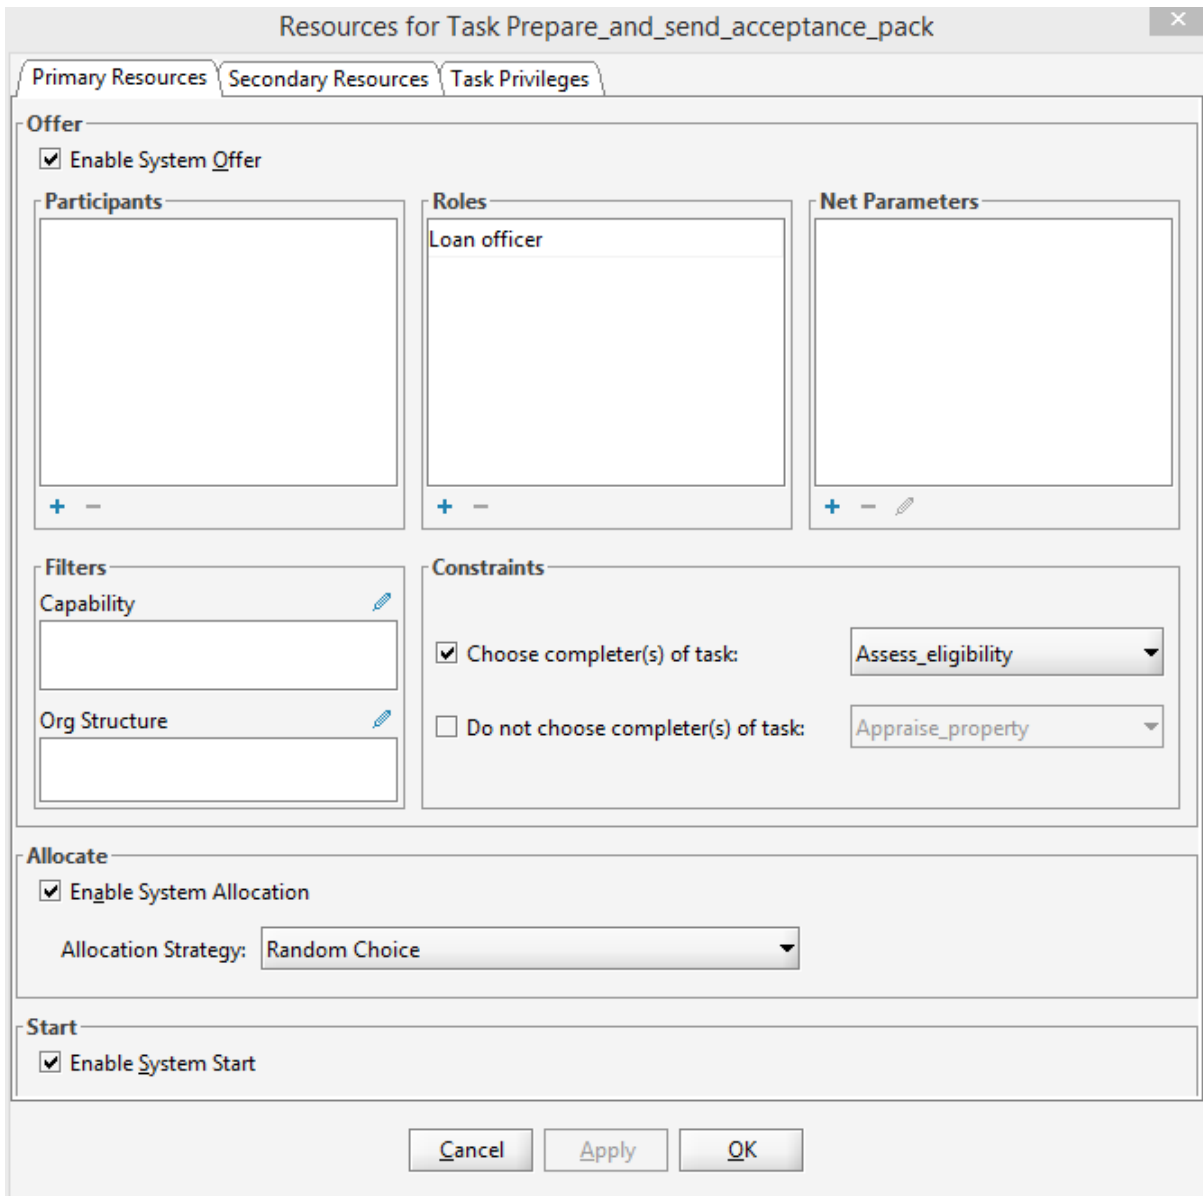 Resources for Task Prepare_and_send_acceptance_pack
Primary Resources
Secondary Resources
Task Privileges
Offer
Enable System Offer
Participants
Roles
Net Parameters
Loan officer
Filters
Constraints
Capability
Choose completer(s) of task:
Assess_eligibility
Org Structure
Do not choose completer(s) of task:
Appraise_property
Allocate
Enable System Allocation
Allocation Strategy:
Random Choice
Start
Enable System Start
Cancel
Apply
OK